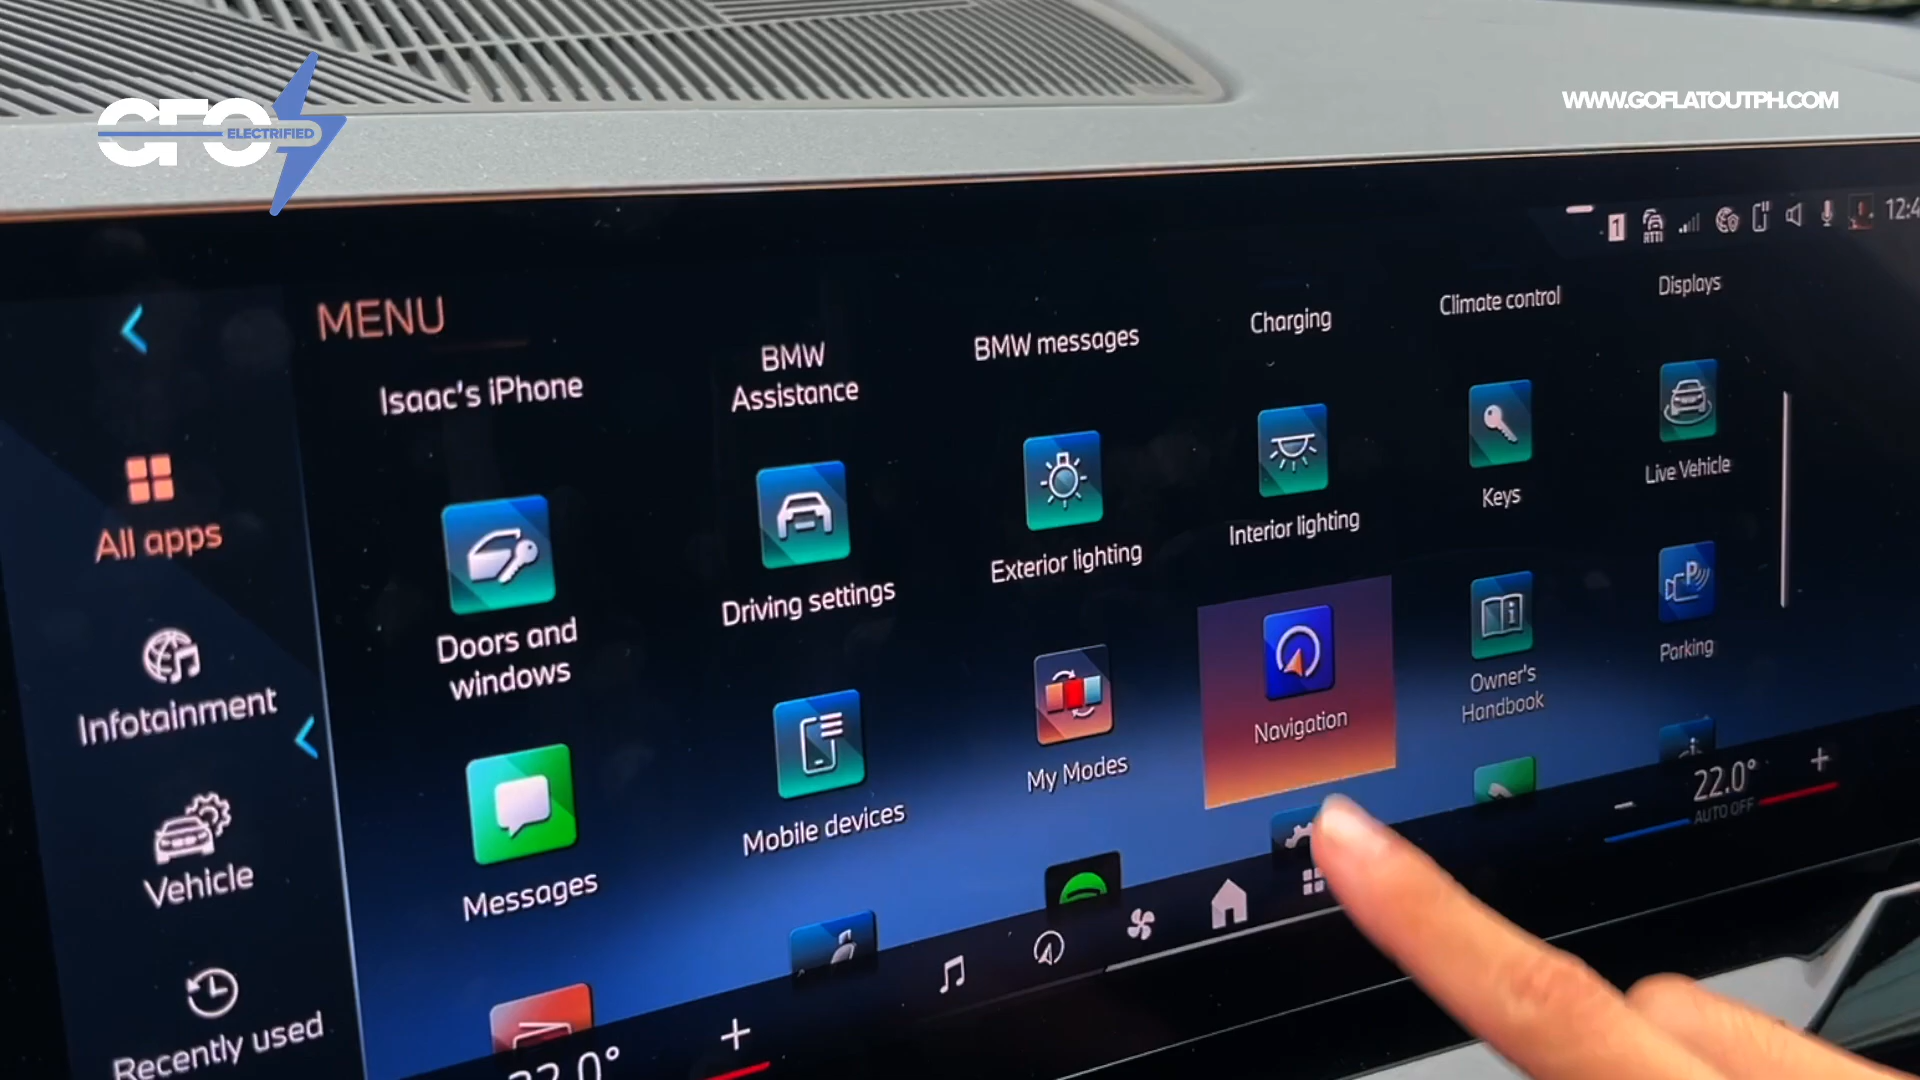 GFO
ELECTRIFIED
WWW.GOFLATOUTPH.COM
1
RTTI
MENU
Isaac's iPhone
BMW
Assistance
BMW messages
Charging
Climate control
Displays
All apps
Infotainment
Vehicle
Recently used
Doors and
windows
Driving settings
Exterior lighting
Interior lighting
Keys
Live Vehicle
Messages
Mobile devices
My Modes
Navigation
Owner's
Handbook
P
Parking
22.0°
AUTO OFF
+
−
+